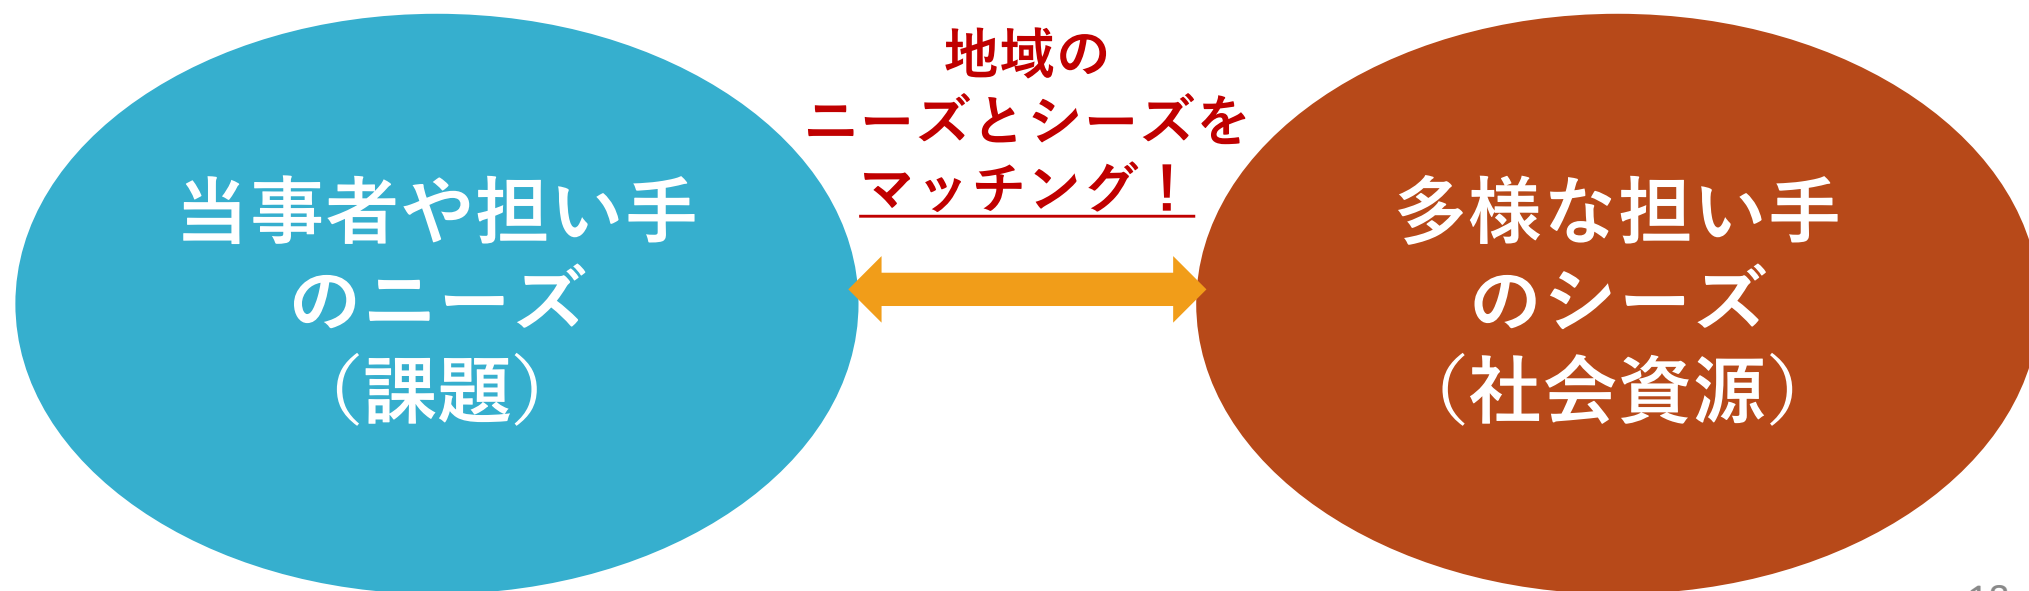 地域の
ニーズとシーズを
マッチング！
当事者や担い手
のニーズ
（課題）
多様な担い手
のシーズ
（社会資源）